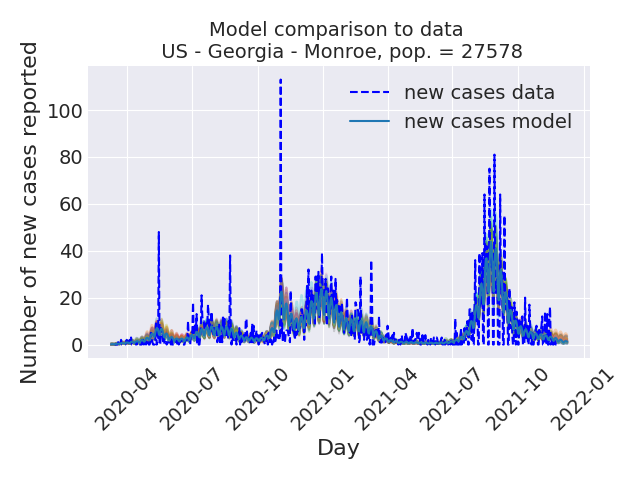 Model comparison to data
US - Georgia - Monroe, pop. = 27578
Number of new cases reported
100
80
60
40
20
0
new cases data
new cases model
2020-04
2020-07
2020-10
2021-01
2021-04
2021-07
2021-10
2022-01
Day